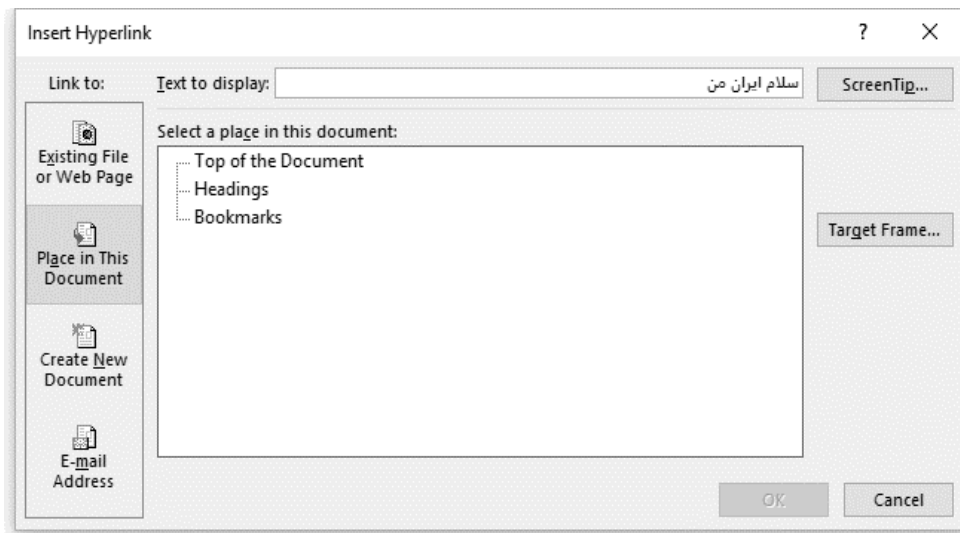 Insert Hyperlink
Link to:
Text to display: سلام ایران من
ScreenTip...
Existing File
or Web Page
Place in This
Document
Create New
Document
E-mail
Address
Select a place in this document:
Top of the Document
Headings
Bookmarks
Target Frame...
OK
Cancel